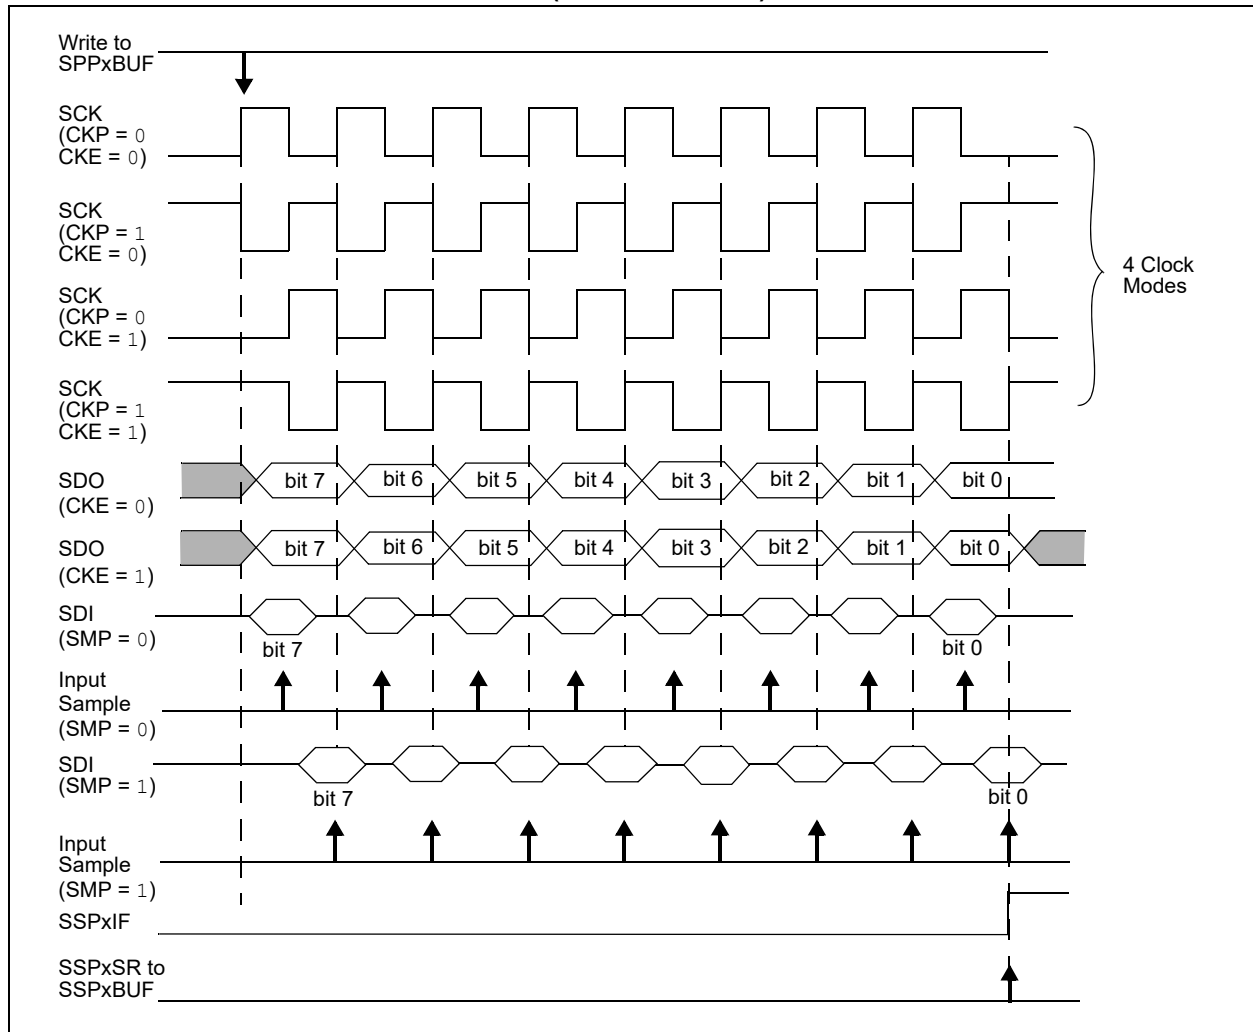 Write to
SPPxBUF
SCK
(CKP = 0
CKE = 0)
SCK
(CKP = 1
CKE = 0)
SCK
(CKP = 0
CKE = 1)
SCK
(CKP = 1
CKE = 1)
4 Clock
Modes
SDO
(CKE = 0)
bit 7 bit 6 bit 5 bit 4 bit 3 bit 2 bit 1 bit 0
SDO
(CKE = 1)
bit 7 bit 6 bit 5 bit 4 bit 3 bit 2 bit 1 bit 0
SDI
(SMP = 0)
bit 7 bit 0
Input
Sample
(SMP = 0)
SDI
(SMP = 1)
bit 7 bit 0
Input
Sample
(SMP = 1)
SSPxIF
SSPxSR to
SSPxBUF